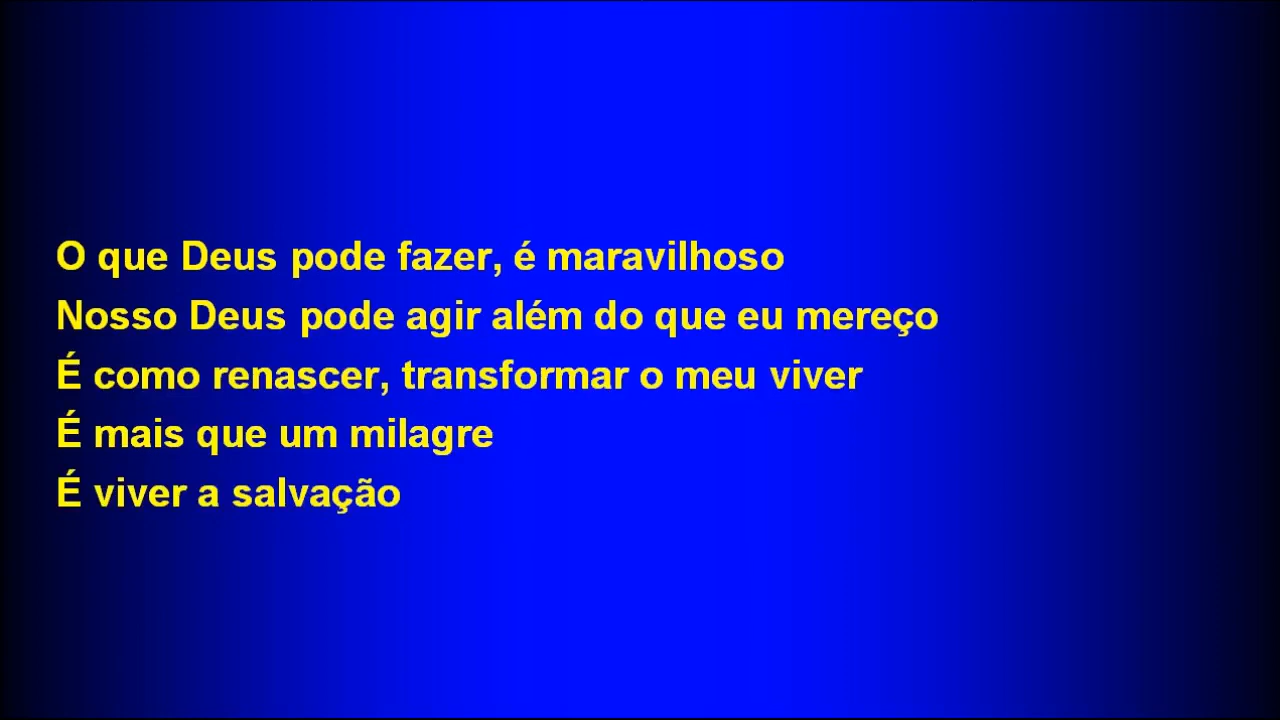 O que Deus pode fazer, é maravilhoso
Nosso Deus pode agir além do que eu mereço
É como renascer, transformar o meu viver
É mais que um milagre
É viver a salvação